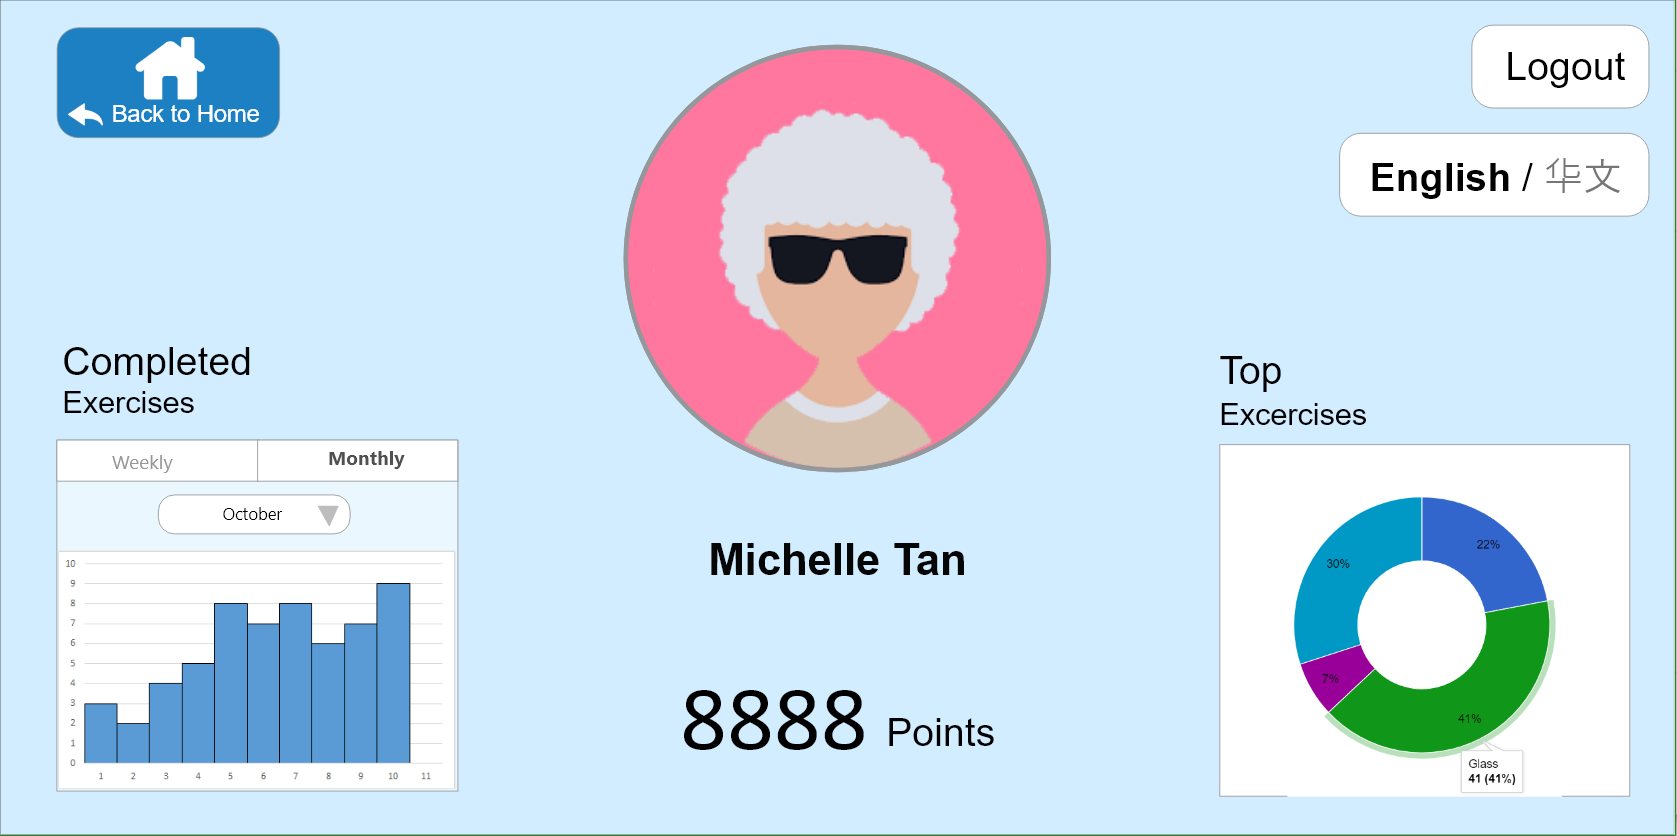 Back to Home
Logout
English / 华文
Completed
Exercises
Weekly
Monthly
October
10
9
8
7
6
5
4
3
2
1
0
1 2 3 4 5 6 7 8 9 10 11
Michelle Tan
8888 Points
Top
Excercises
22%
30%
7%
41%
Glass
41 (41%)